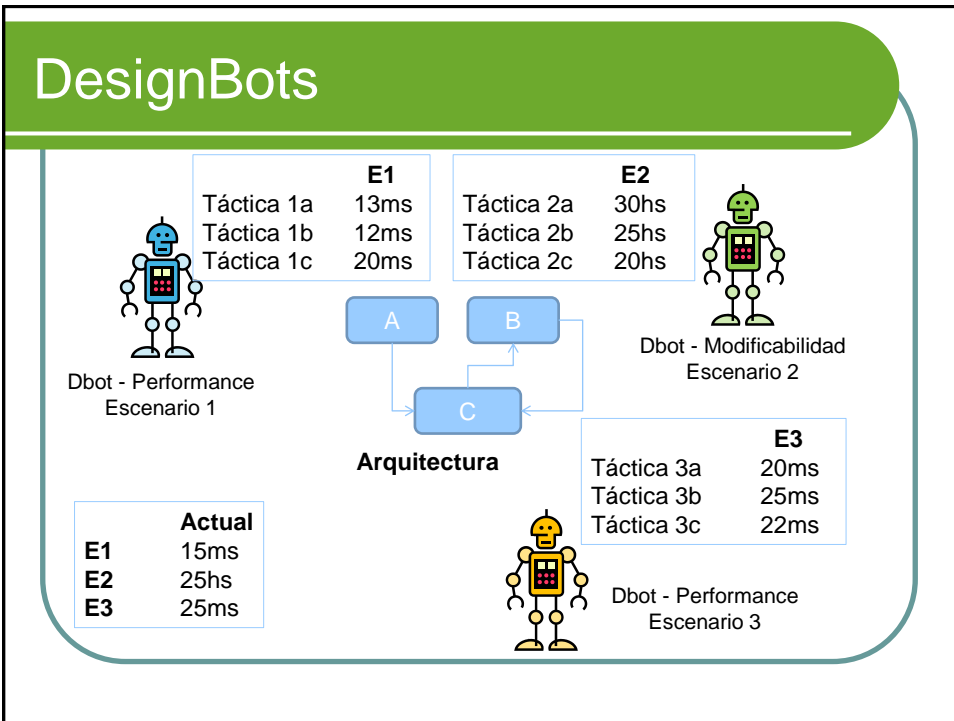 DesignBots
E1
Táctica 1a 13ms
Táctica 1b 12ms
Táctica 1c 20ms
E2
Táctica 2a 30hs
Táctica 2b 25hs
Táctica 2c 20hs
Dbot - Performance
Escenario 1
A
B
C
Arquitectura
Dbot - Modificabilidad
Escenario 2
E3
Táctica 3a 20ms
Táctica 3b 25ms
Táctica 3c 22ms
Actual
E1 15ms
E2 25hs
E3 25ms
Dbot - Performance
Escenario 3